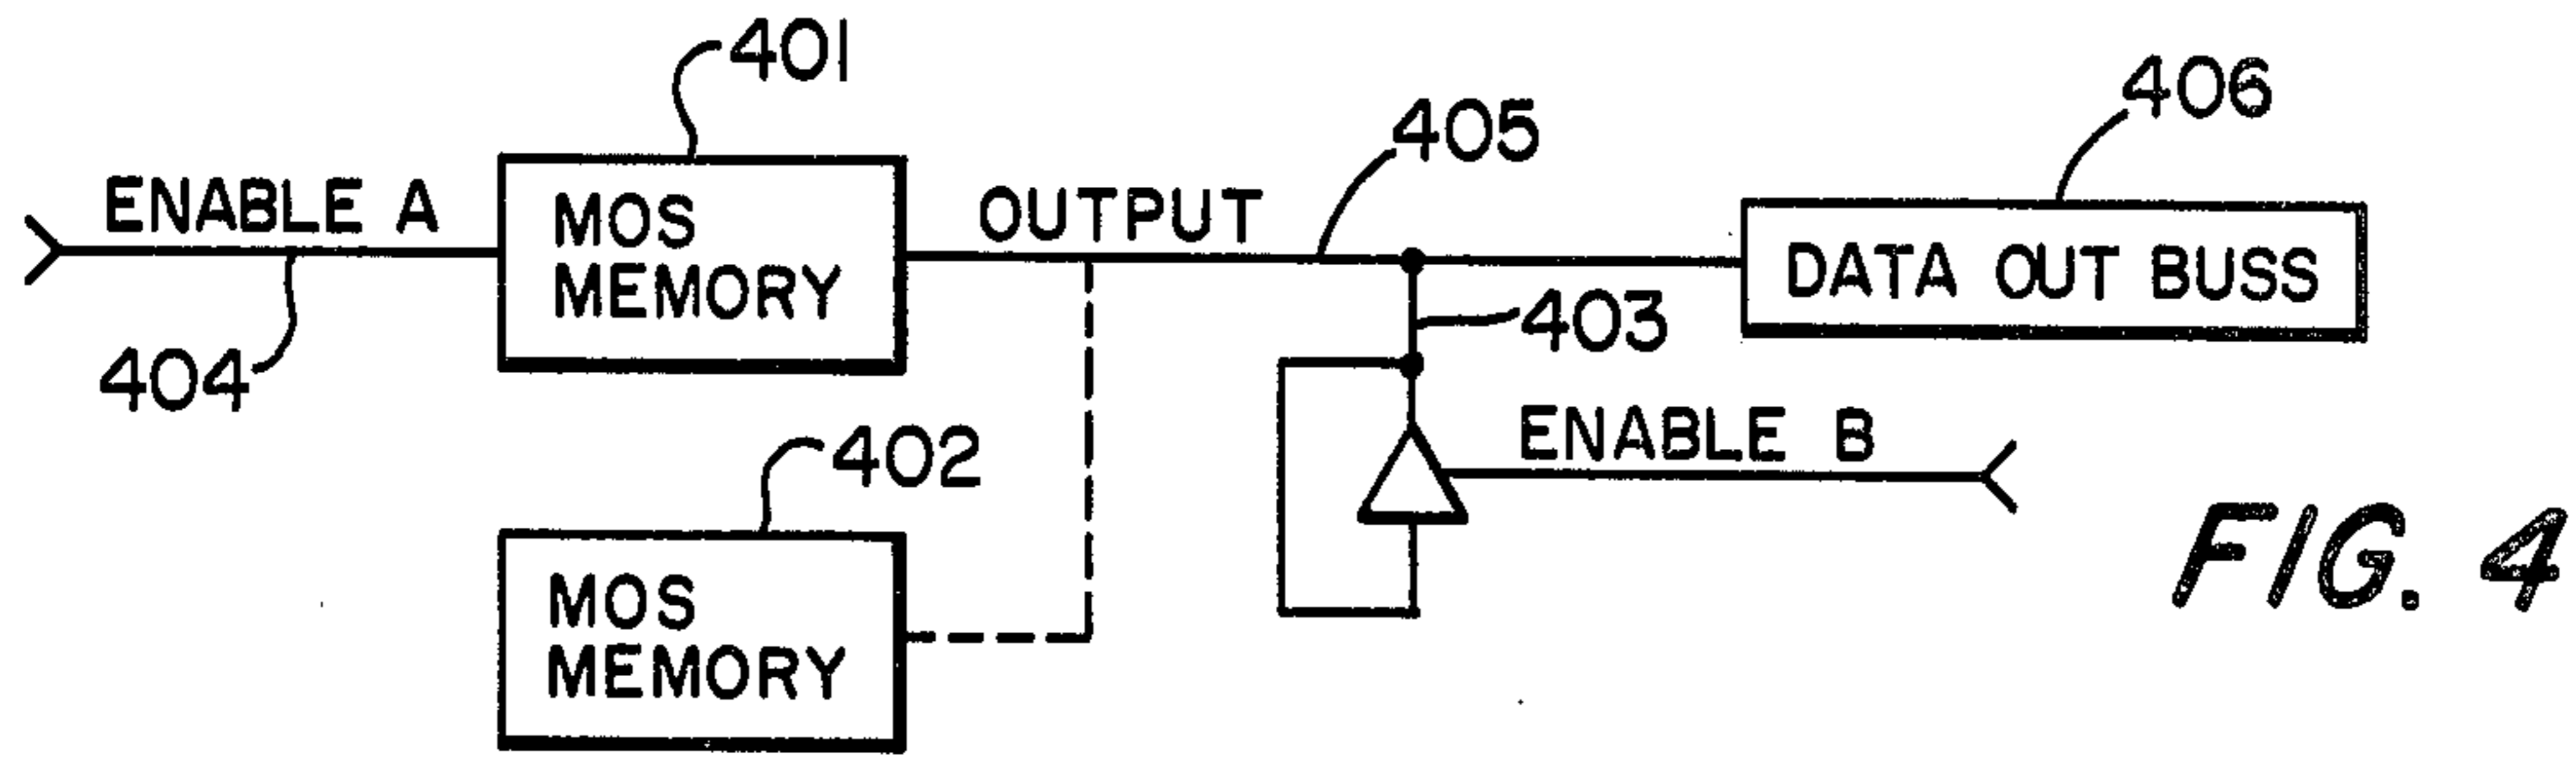 401
406
405
ENABLE A
MOS
MEMORY
OUTPUT
DATA OUT BUSS
403
404
402
ENABLE B
MOS
MEMORY
FIG. 4